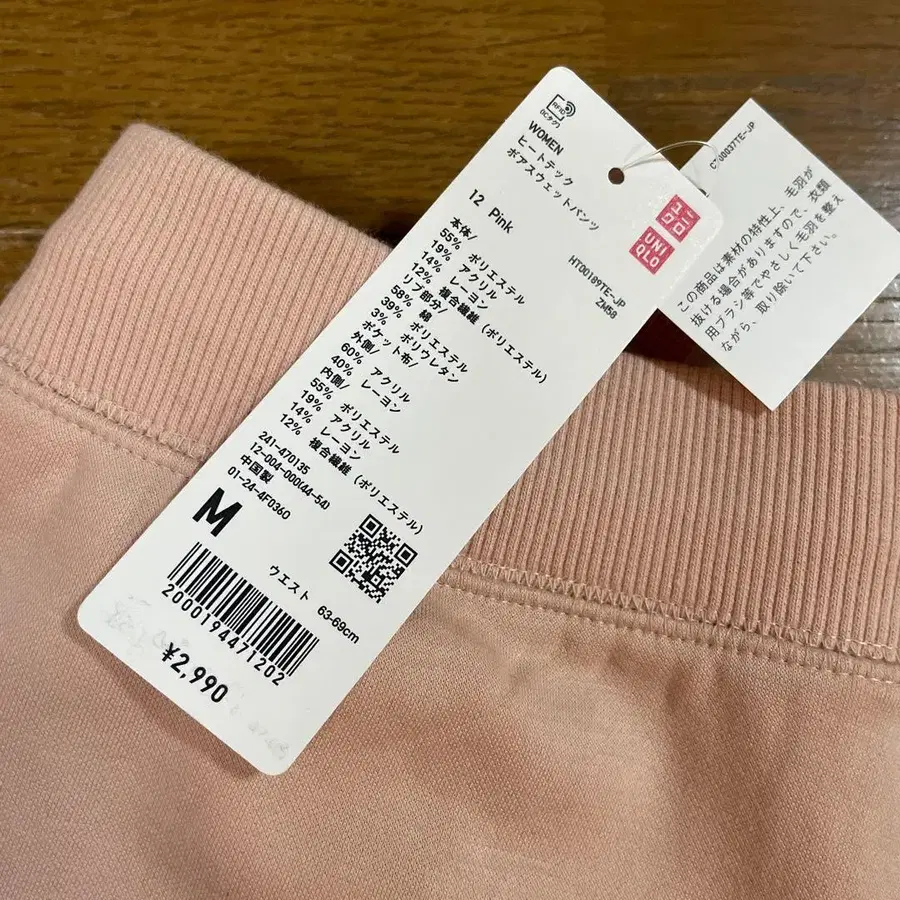 RFID
DCタグ1
WOMEN
ヒートテック
ボアスウェットパンツ
12 Pink
HT00189TE-JP
ZM58
ユニ
クロ
UNI
QLO
本体/
55% ポリエステル
19% アクリル
14% レーヨン
12% 複合繊維 (ポリエステル)
リブ部分/
58% 綿
39% ポリエステル
3% ポリウレタン
ポケット布/
外側/
60% アクリル
40% レーヨン
内側/
55% ポリエステル
19% アクリル
14% レーヨン
12% 複合繊維 (ポリエステル)
241-470135
12-004-000(44-54)
中国製
01-24-4F0360
M
ウエスト 63-69cm
2000194471202
¥2,990
0037TE-JP
この商品は素材の特性上、毛羽が
抜ける場合がありますので、衣類
用ブラシ等でやさしく毛羽を整え
ながら、取り除いて下さい。